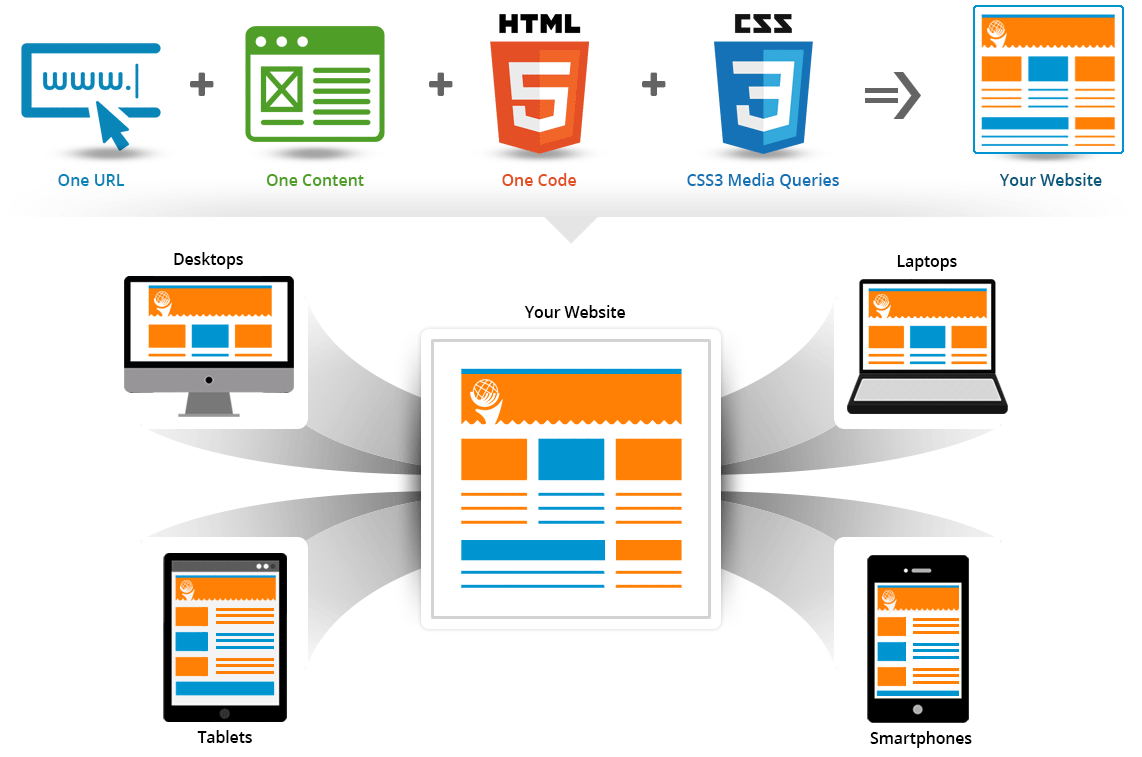 HTML
CSS
www.
5
3
One URL
One Content
One Code
CSS3 Media Queries
Your Website
Desktops
Laptops
Your Website
Tablets
Smartphones